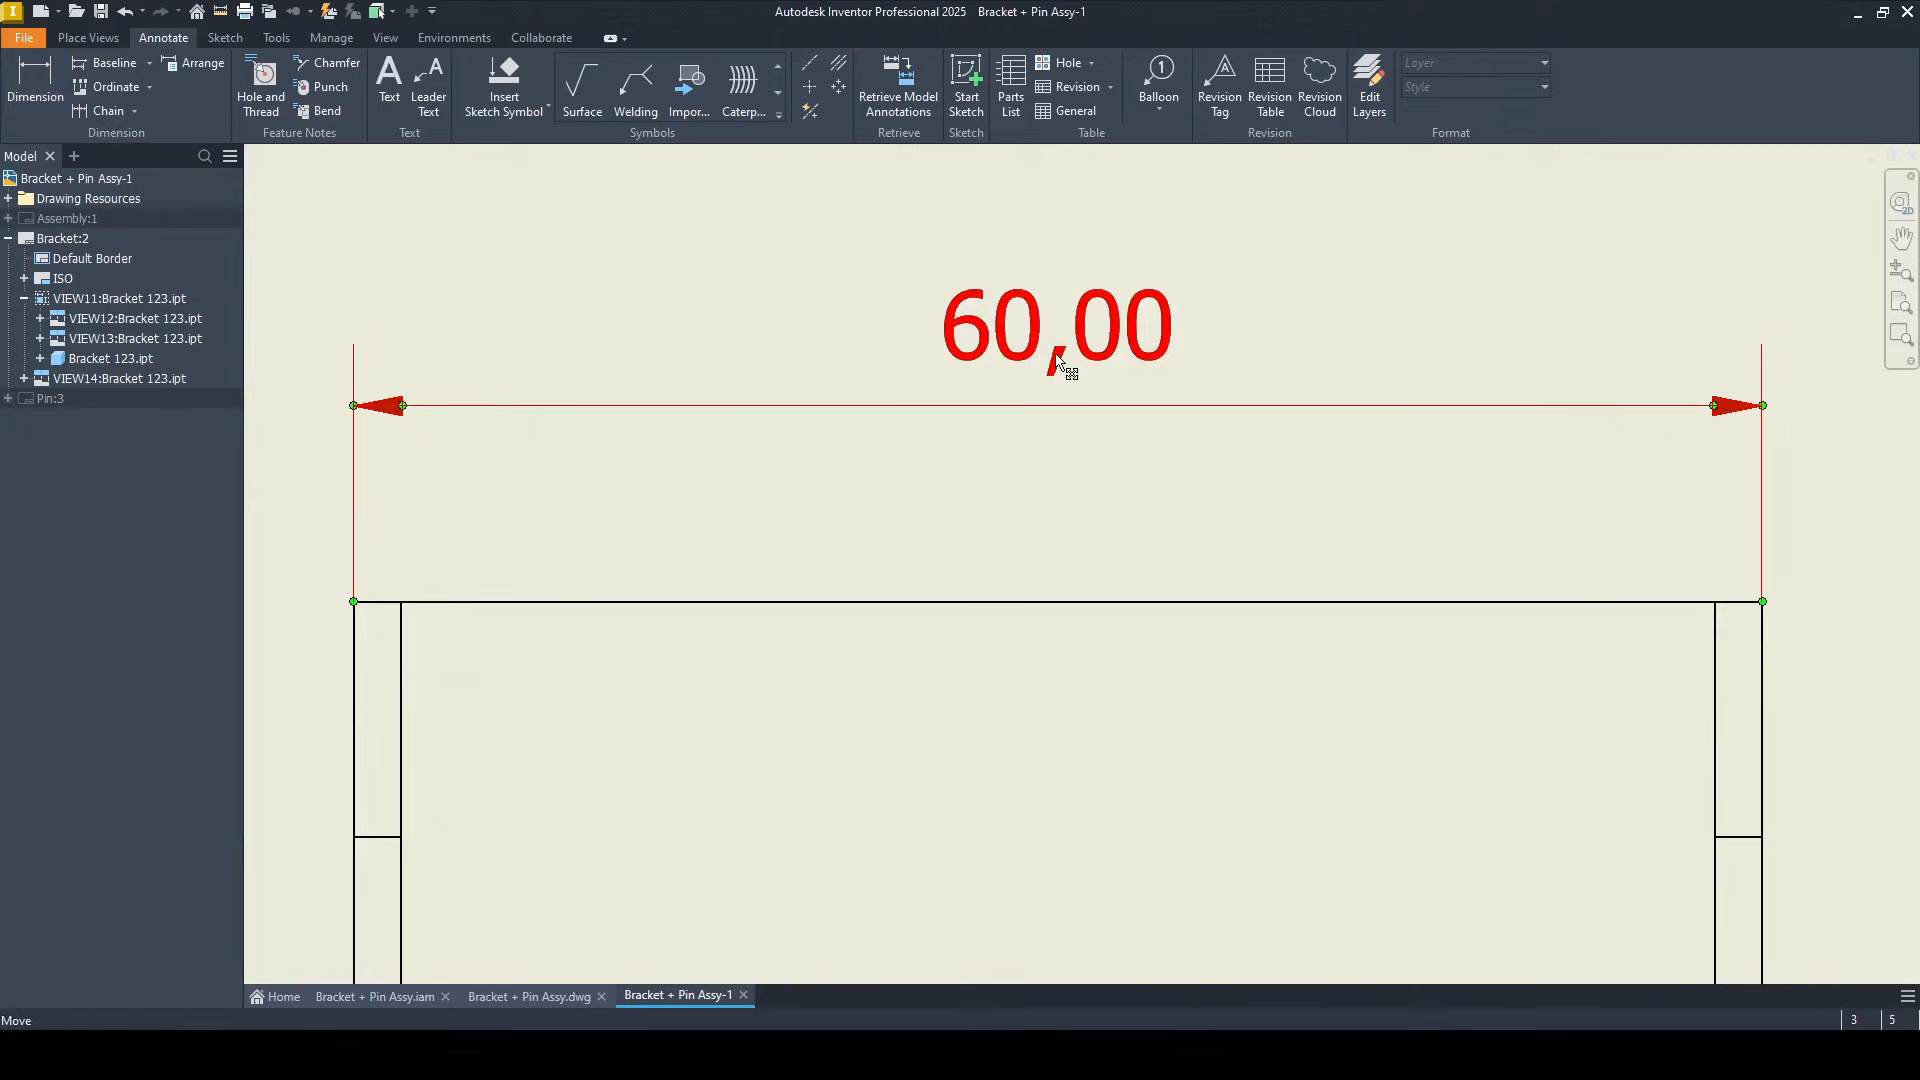 Autodesk Inventor Professional 2025 Bracket + Pin Assy-1
File Place Views Annotate Sketch Tools Manage View Environments Collaborate
Dimension
Baseline
Ordinate
Chain
Arrange
Dimension
Hole and Thread
Chamfer
Punch
Bend
Feature Notes
Text
Leader Text
Text
Insert Sketch Symbol
Surface
Welding
Impor...
Caterp...
Symbols
Retrieve Model Annotations
Retrieve
Start Sketch
Sketch
Parts List
Hole
Revision
General
Table
Balloon
1
Revision Tag
Revision Table
Revision Cloud
Revision
Edit Layers
Layer
Style
Format
Model
Bracket + Pin Assy-1
Drawing Resources
Assembly:1
Bracket:2
Default Border
ISO
VIEW11:Bracket 123.ipt
VIEW12:Bracket 123.ipt
VIEW13:Bracket 123.ipt
Bracket 123.ipt
VIEW14:Bracket 123.ipt
Pin:3
60,00
2D
Home Bracket + Pin Assy.iam Bracket + Pin Assy.dwg Bracket + Pin Assy-1
Move
3 5